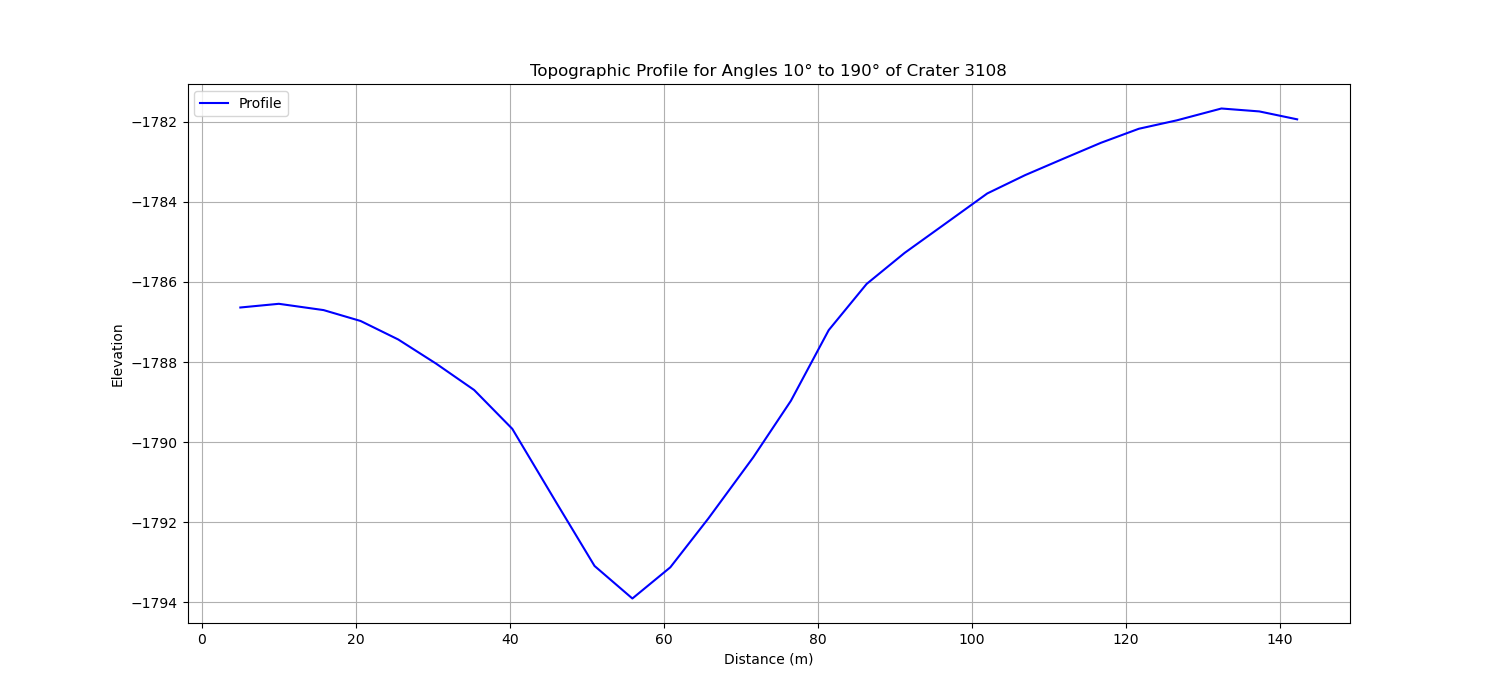 Topographic Profile for Angles 10° to 190° of Crater 3108
Profile
−1782
−1784
−1786
−1788
−1790
−1792
−1794
Elevation
0 20 40 60 80 100 120 140
Distance (m)